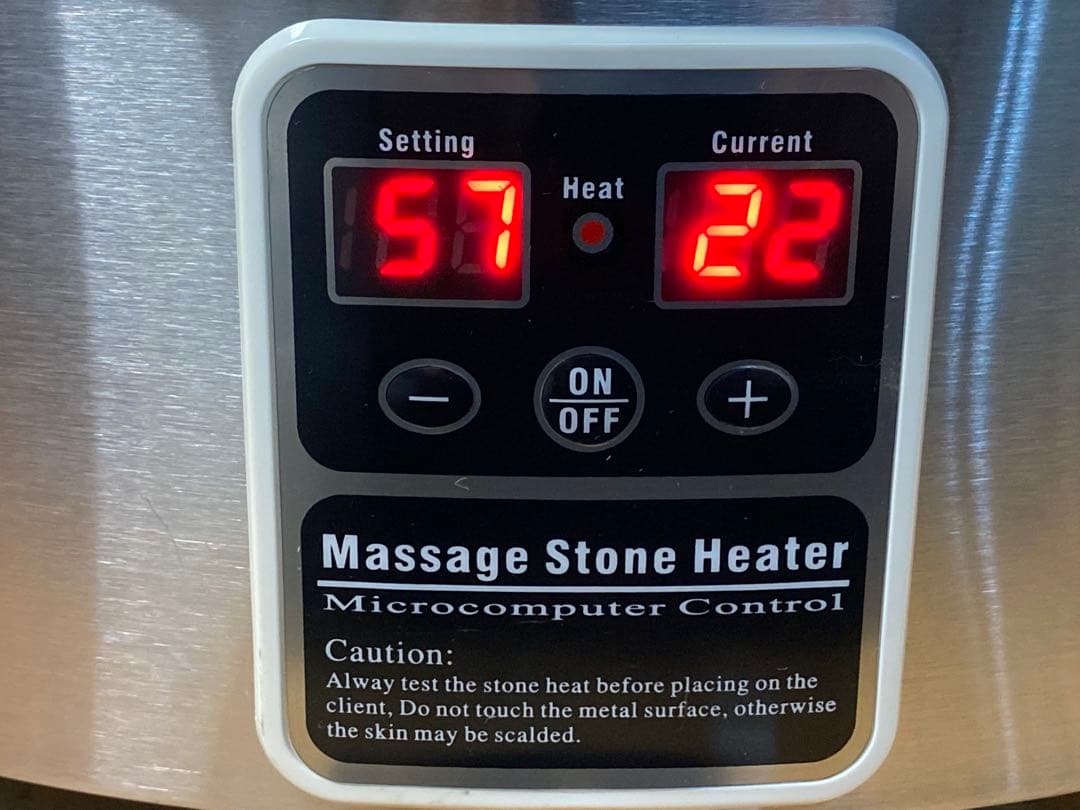 Setting Current
57 Heat 22
− ON +
OFF
Massage Stone Heater
Microcomputer Control
Caution:
Alway test the stone heat before placing on the
client, Do not touch the metal surface, otherwise
the skin may be scalded.